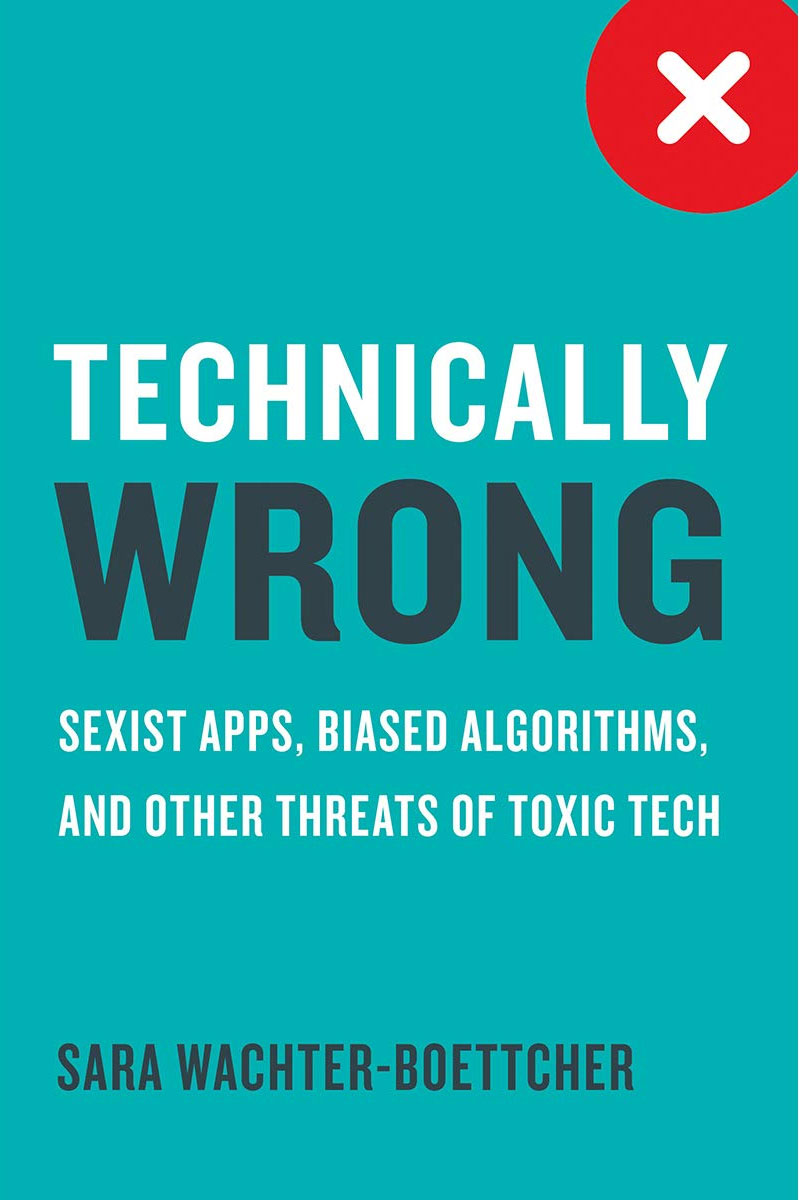 TECHNICALLY
WRONG
SEXIST APPS, BIASED ALGORITHMS,
AND OTHER THREATS OF TOXIC TECH
SARA WACHTER-BOETTCHER